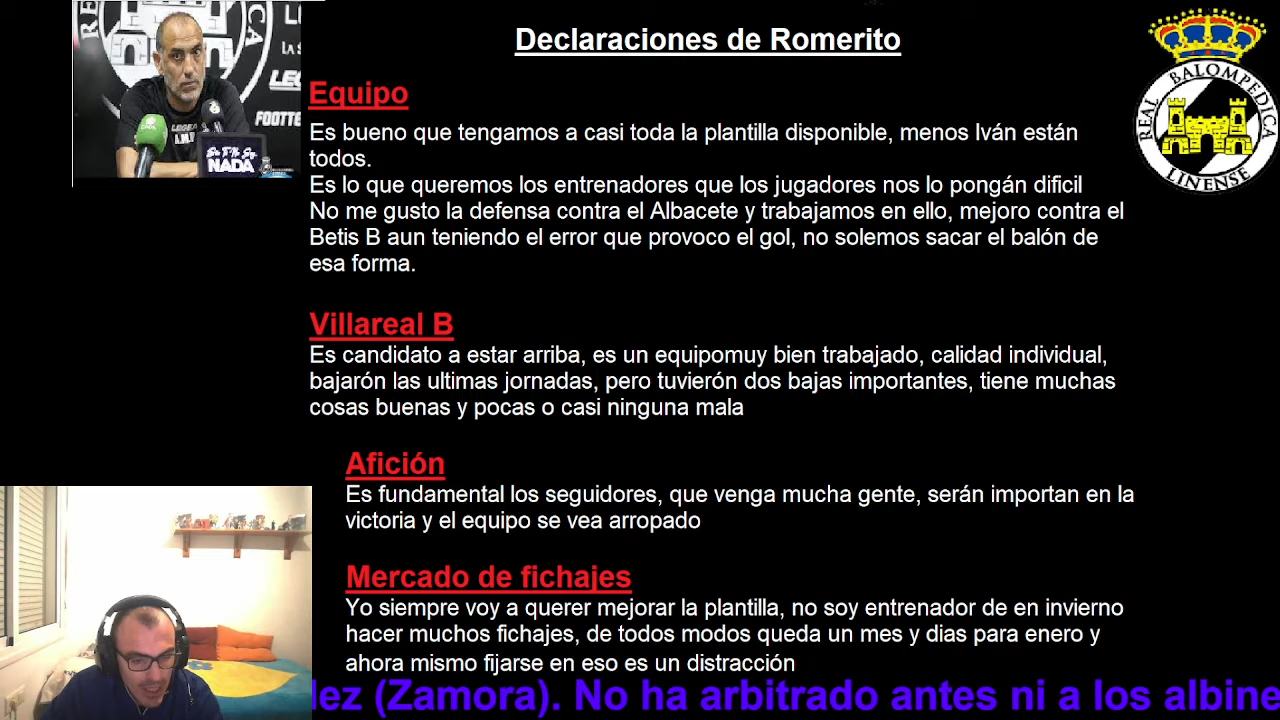 Declaraciones de Romerito
REAL BALOMPEDICA LINENSE
NADA
Equipo
Es bueno que tengamos a casi toda la plantilla disponible, menos Iván están
todos.
Es lo que queremos los entrenadores que los jugadores nos lo pongán dificil
No me gusto la defensa contra el Albacete y trabajamos en ello, mejoro contra el
Betis B aun teniendo el error que provoco el gol, no solemos sacar el balón de
esa forma.
Villareal B
Es candidato a estar arriba, es un equipomuy bien trabajado, calidad individual,
bajarón las ultimas jornadas, pero tuvierón dos bajas importantes, tiene muchas
cosas buenas y pocas o casi ninguna mala
Afición
Es fundamental los seguidores, que venga mucha gente, serán importan en la
victoria y el equipo se vea arropado
Mercado de fichajes
Yo siempre voy a querer mejorar la plantilla, no soy entrenador de en invierno
hacer muchos fichajes, de todos modos queda un mes y dias para enero y
ahora mismo fijarse en eso es un distracción
lez (Zamora). No ha arbitrado antes ni a los albine